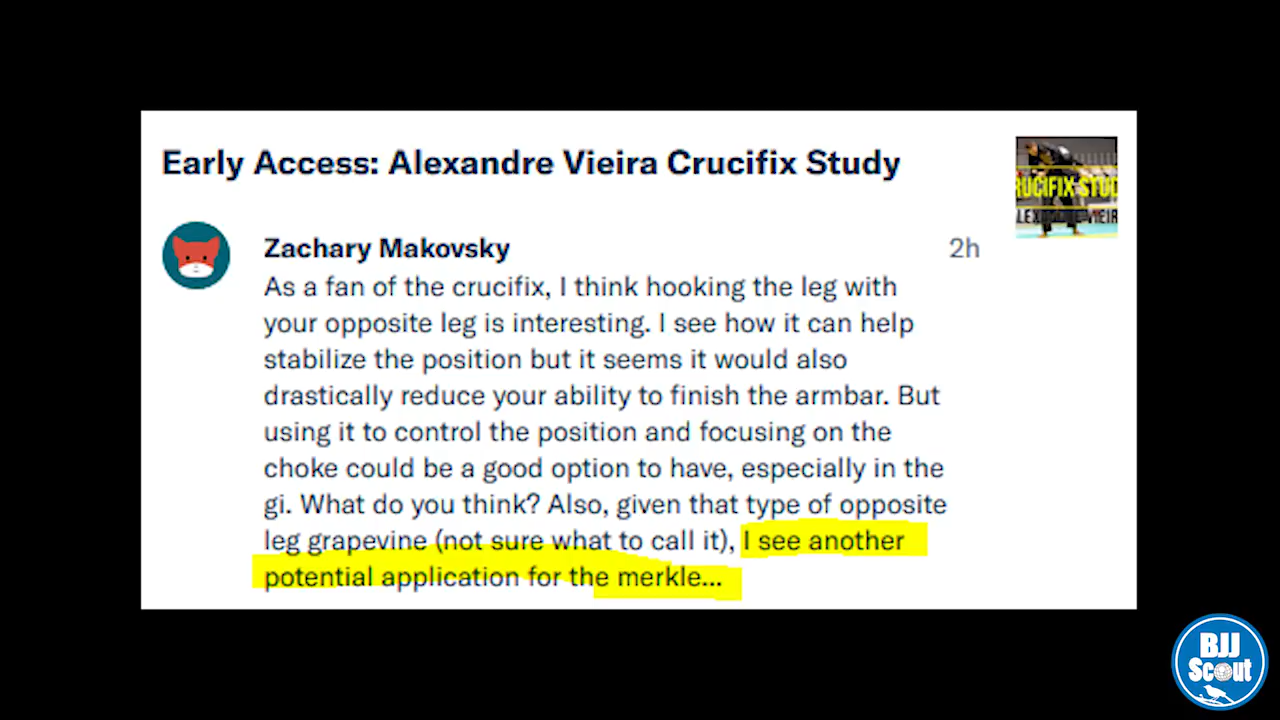 Early Access: Alexandre Vieira Crucifix Study
RUCIFIX STUD
Zachary Makovsky
2h
As a fan of the crucifix, I think hooking the leg with
your opposite leg is interesting. I see how it can help
stabilize the position but it seems it would also
drastically reduce your ability to finish the armbar. But
using it to control the position and focusing on the
choke could be a good option to have, especially in the
gi. What do you think? Also, given that type of opposite
leg grapevine (not sure what to call it), I see another
potential application for the merkle...
BJJ
Scout